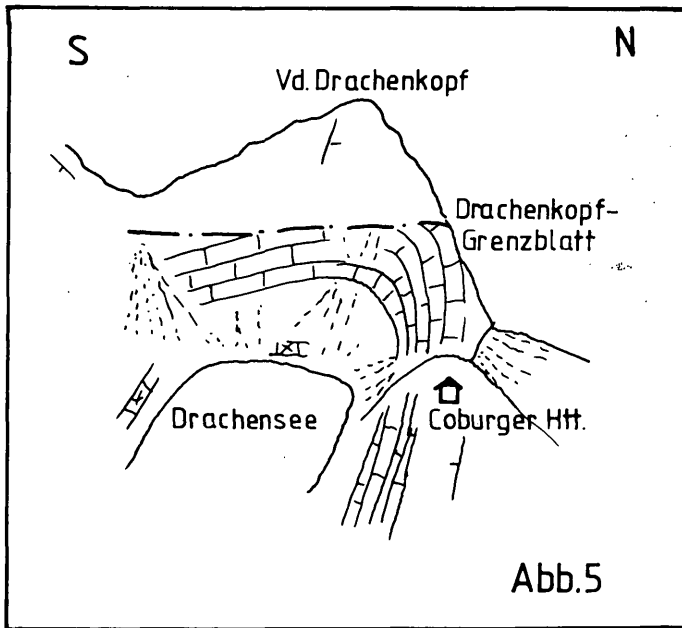 S
N
Vd. Drachenkopf
Drachenkopf-
Grenzblatt
Drachensee
Coburger Htt.
Abb.5